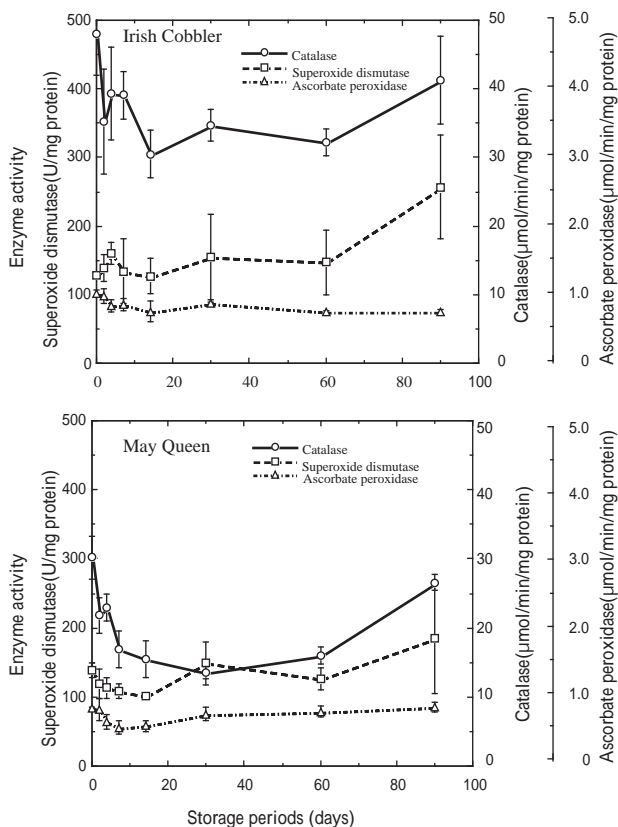 Irish Cobbler
Catalase
Superoxide dismutase
Ascorbate peroxidase
Enzyme activity
Superoxide dismutase(U/mg protein)
500
400
300
200
100
0
0
20
40
60
80
100
50
40
30
20
10
0
Catalase(μmol/min/mg protein)
5.0
4.0
3.0
2.0
1.0
0
Ascorbate peroxidase(μmol/min/mg protein)
May Queen
Catalase
Superoxide dismutase
Ascorbate peroxidase
Enzyme activity
Superoxide dismutase(U/mg protein)
500
400
300
200
100
0
0
20
40
60
80
100
50
40
30
20
10
0
Catalase(μmol/min/mg protein)
5.0
4.0
3.0
2.0
1.0
0
Ascorbate peroxidase(μmol/min/mg protein)
Storage periods (days)